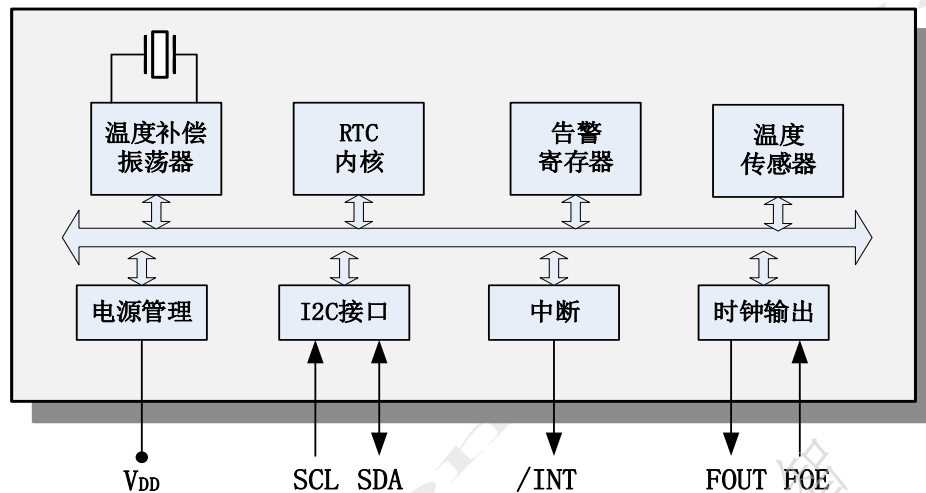 温度补偿
振荡器
RTC
内核
告警
寄存器
温度
传感器
电源管理
I2C接口
中断
时钟输出
VDD
SCL
SDA
/INT
FOUT
FOE